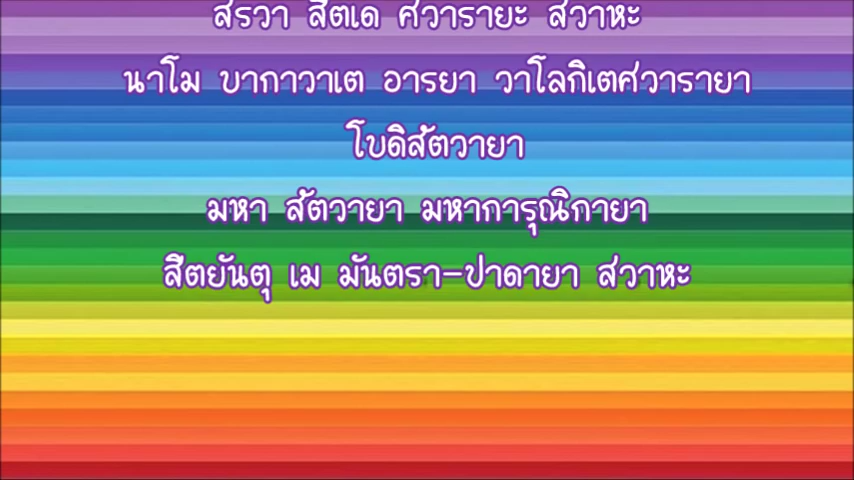 สรวา สิตเด ศวารายะ สวาหะ
นาโม บากาวาเต อารยา วาโลกิเตศวารายา
โบดิสัตวายา
มหา สัตวายา มหาการุณิกายา
สิตยันตุ เม มันตรา-ปาดายา สวาหะ